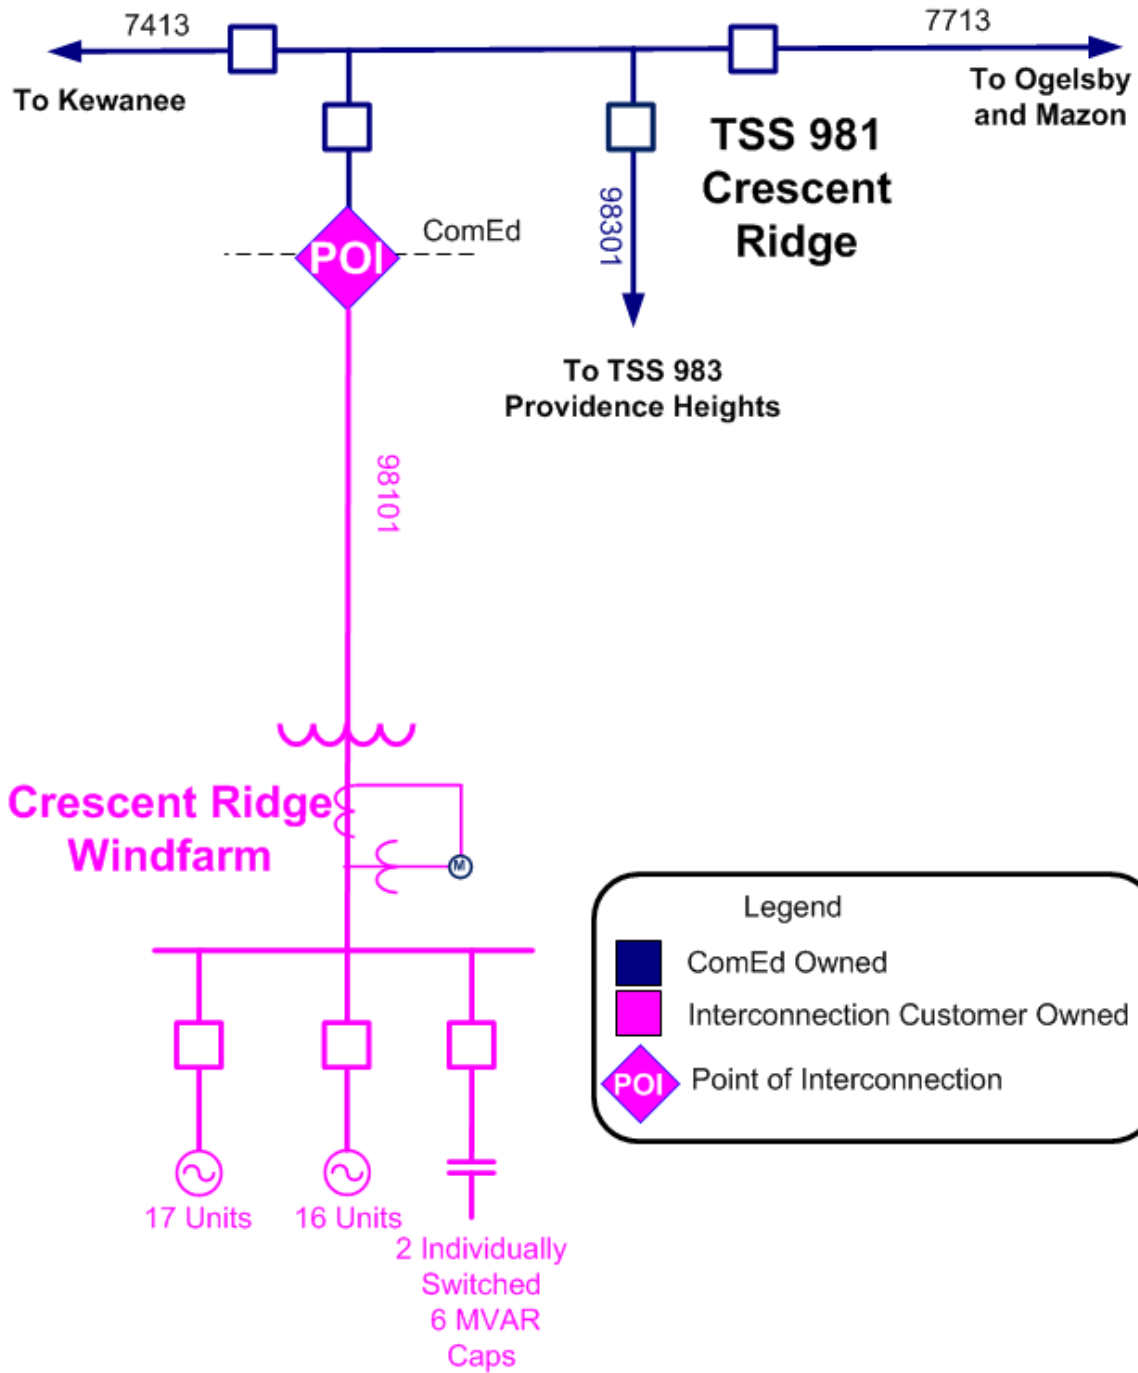 7413
7713
To Kewanee
To Ogelsby
and Mazon
TSS 981
Crescent
Ridge
98301
ComEd
POI
To TSS 983
Providence Heights
98101
Crescent Ridge
Windfarm
M
Legend
ComEd Owned
Interconnection Customer Owned
POI
Point of Interconnection
17 Units
16 Units
2 Individually
Switched
6 MVAR
Caps